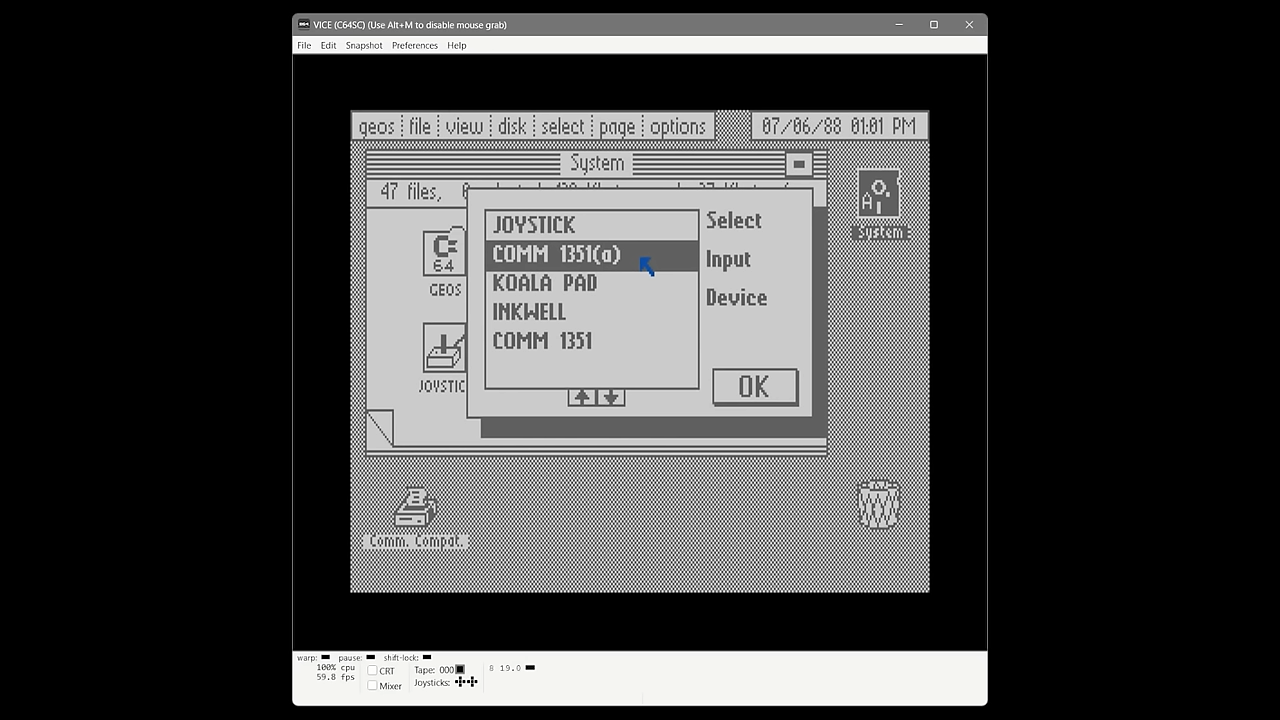 VICE (C64SC) (Use Alt+M to disable mouse grab)
File Edit Snapshot Preferences Help
geos file view disk select page options 07/06/88 01:01 PM
System
47 files,
JOYSTICK
COMM 1351(a)
KOALA PAD
INKWELL
COMM 1351
Select
Input
Device
OK
C= 64
GEOS
JOYSTIC
System
Comm. Compat.
warp: pause: shift-lock:
100% cpu
59.8 fps
CRT
Mixer
Tape: 000
Joysticks:
8 19.0